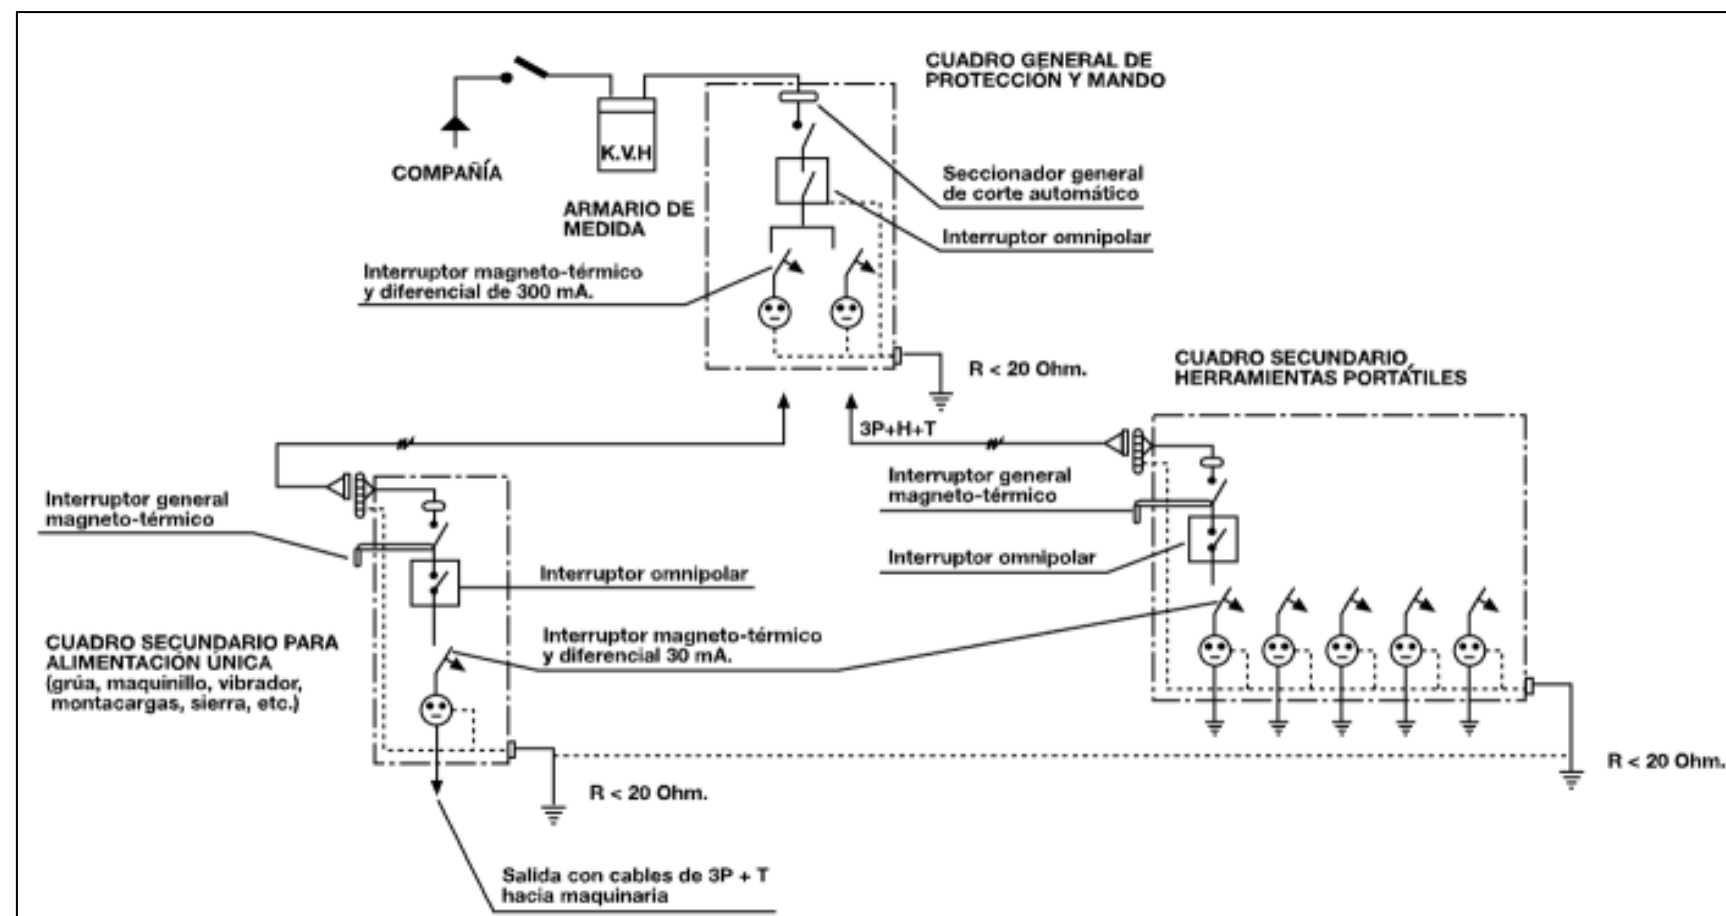 CUADRO GENERAL DE
PROTECCIÓN Y MANDO
COMPAÑÍA
K.V.H
ARMARIO DE
MEDIDA
Seccionador general
de corte automático
Interruptor omnipolar
Interruptor magneto-térmico
y diferencial de 300 mA.
R < 20 Ohm.
CUADRO SECUNDARIO
HERRAMIENTAS PORTÁTILES
3P+H+T
Interruptor general
magneto-térmico
Interruptor general
magneto-térmico
Interruptor omnipolar
Interruptor omnipolar
CUADRO SECUNDARIO PARA
ALIMENTACIÓN ÚNICA
(grúa, maquinillo, vibrador,
montacargas, sierra, etc.)
Interruptor magneto-térmico
y diferencial 30 mA.
R < 20 Ohm.
R < 20 Ohm.
Salida con cables de 3P + T
hacia maquinaria